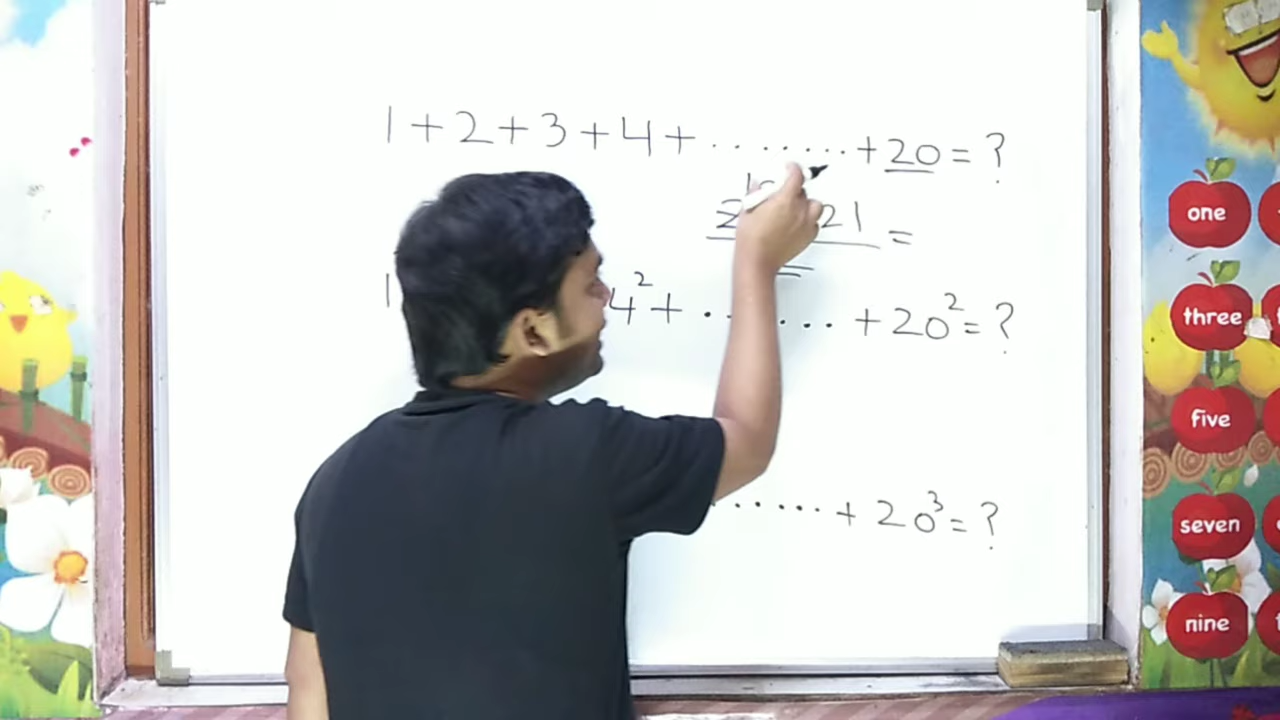 1 + 2 + 3 + 4 + ........ + 20 = ?
21 =
4² + ...... + 20² = ?
...... + 20³ = ?
one
three
five
seven
nine